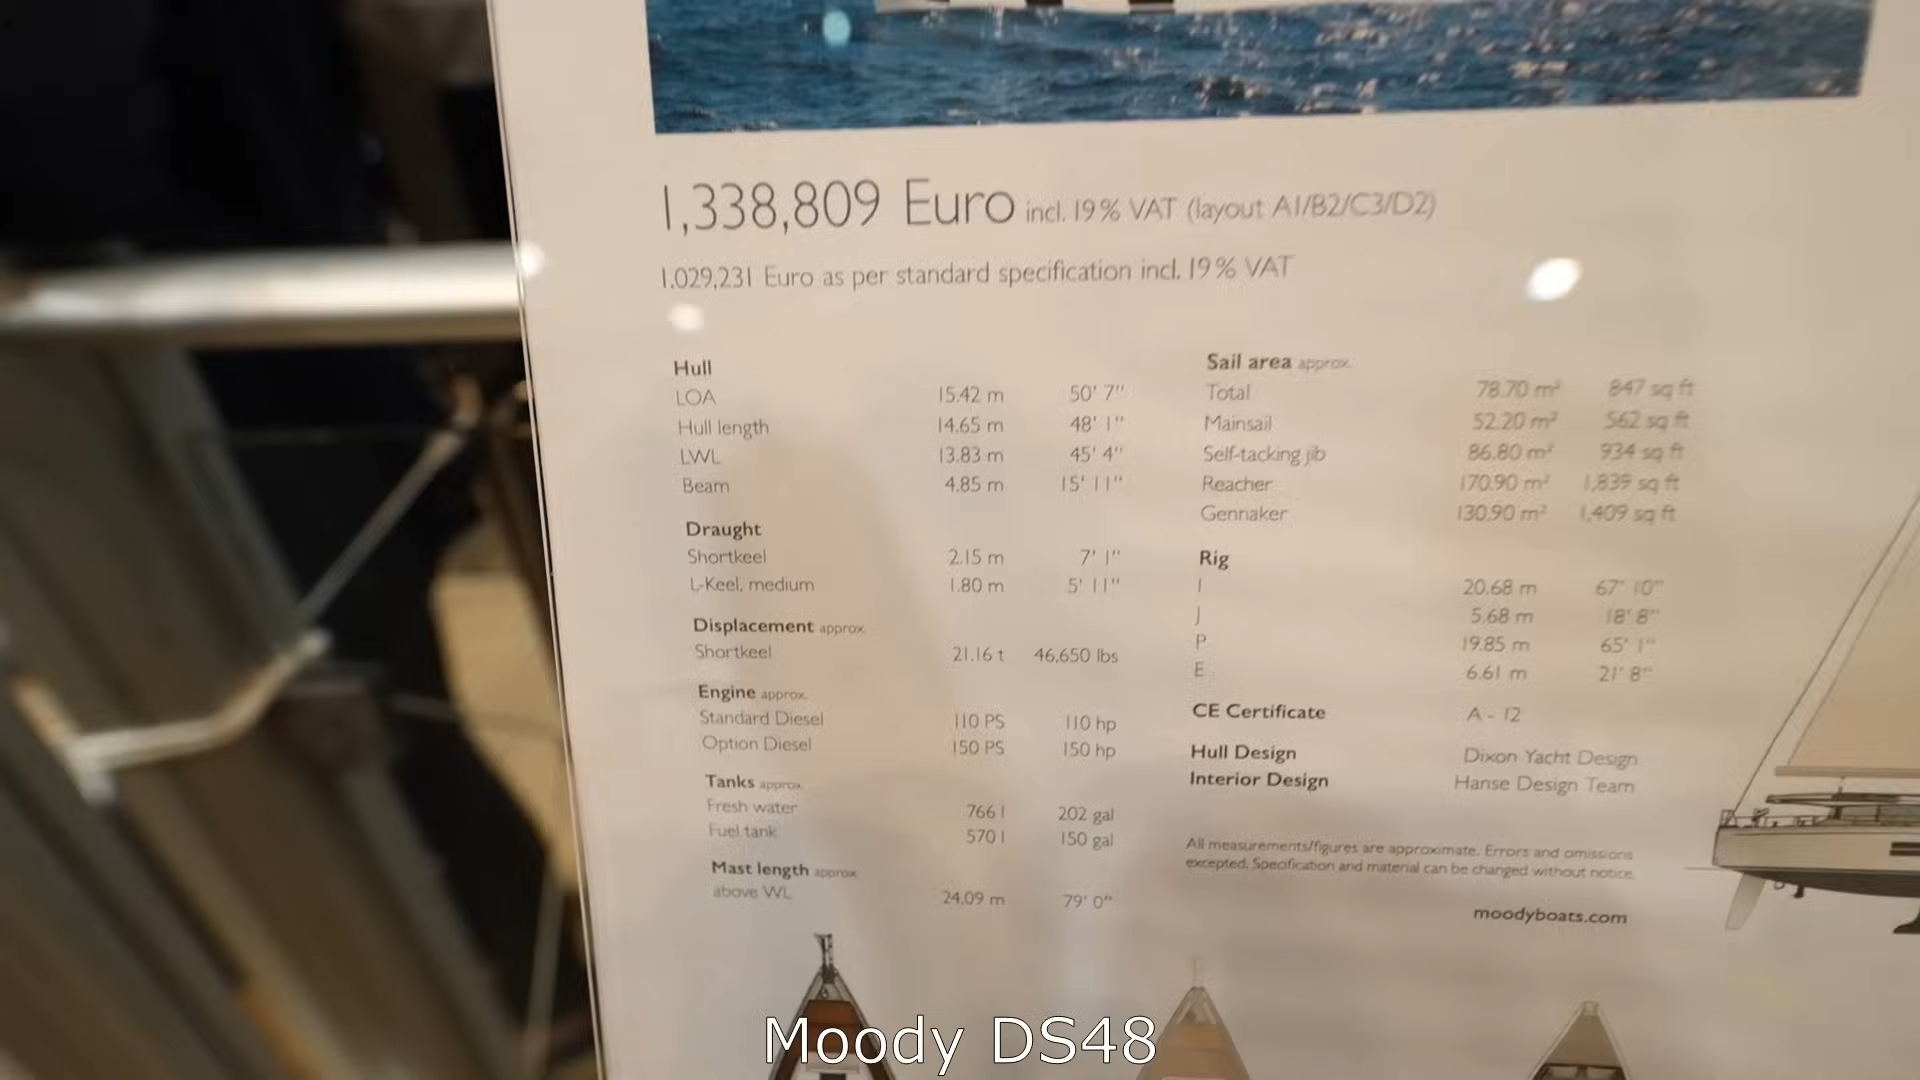 1,338,809 Euro incl. 19% VAT (layout A1/B2/C3/D2)
1,029,231 Euro as per standard specification incl. 19% VAT
Hull
LOA 15.42 m 50' 7"
Hull length 14.65 m 48' 1"
LWL 13.83 m 45' 4"
Beam 4.85 m 15' 11"
Draught
Shortkeel 2.15 m 7' 1"
L-Keel, medium 1.80 m 5' 11"
Displacement approx.
Shortkeel 21.16 t 46,650 lbs
Engine approx.
Standard Diesel 110 PS 110 hp
Option Diesel 150 PS 150 hp
Tanks approx.
Fresh water 766 l 202 gal
Fuel tank 570 l 150 gal
Mast length approx.
above WL 24.09 m 79' 0"
Sail area approx.
Total 78.70 m² 847 sq ft
Mainsail 52.20 m² 562 sq ft
Self-tacking jib 86.80 m² 934 sq ft
Reacher 170.90 m² 1,839 sq ft
Gennaker 130.90 m² 1,409 sq ft
Rig
I 20.68 m 67' 10"
J 5.68 m 18' 8"
P 19.85 m 65' 1"
E 6.61 m 21' 8"
CE Certificate A - 12
Hull Design Dixon Yacht Design
Interior Design Hanse Design Team
All measurements/figures are approximate. Errors and omissions
excepted. Specification and material can be changed without notice.
moodyboats.com
Moody DS48